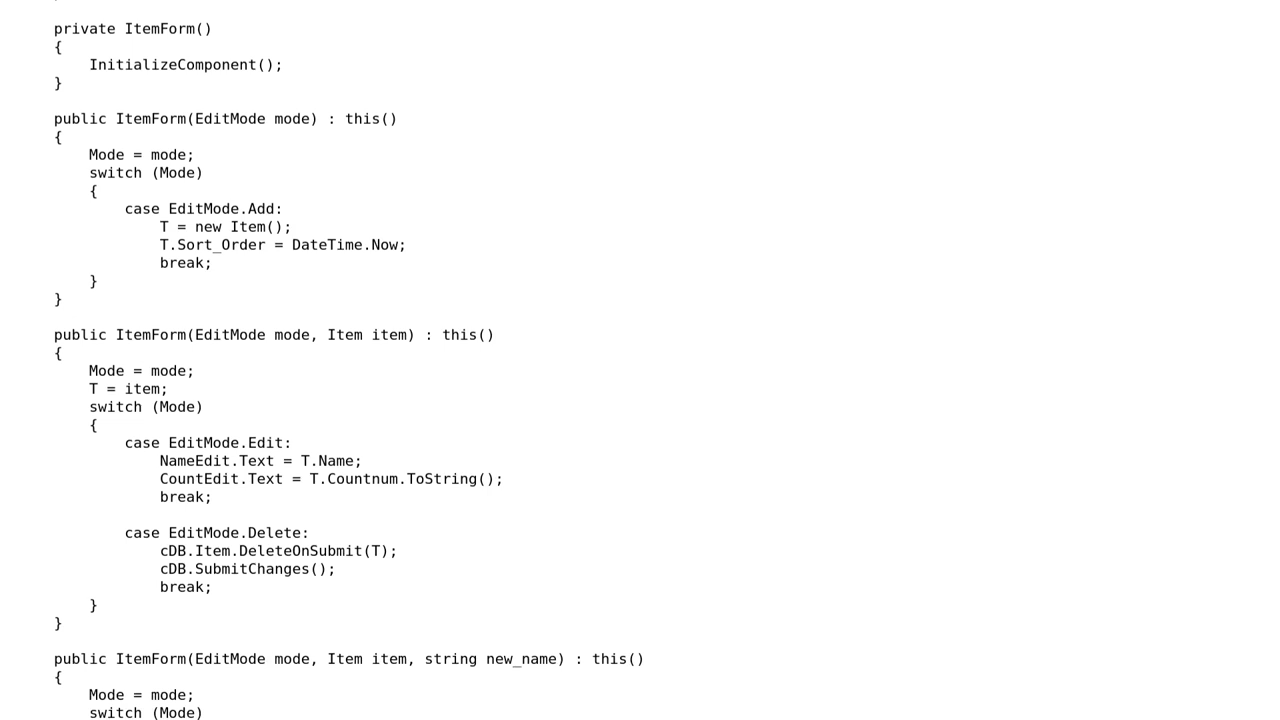 private ItemForm()
{
    InitializeComponent();
}

public ItemForm(EditMode mode) : this()
{
    Mode = mode;
    switch (Mode)
    {
        case EditMode.Add:
            T = new Item();
            T.Sort_Order = DateTime.Now;
            break;
    }
}

public ItemForm(EditMode mode, Item item) : this()
{
    Mode = mode;
    T = item;
    switch (Mode)
    {
        case EditMode.Edit:
            NameEdit.Text = T.Name;
            CountEdit.Text = T.Countnum.ToString();
            break;

        case EditMode.Delete:
            cDB.Item.DeleteOnSubmit(T);
            cDB.SubmitChanges();
            break;
    }
}

public ItemForm(EditMode mode, Item item, string new_name) : this()
{
    Mode = mode;
    switch (Mode)